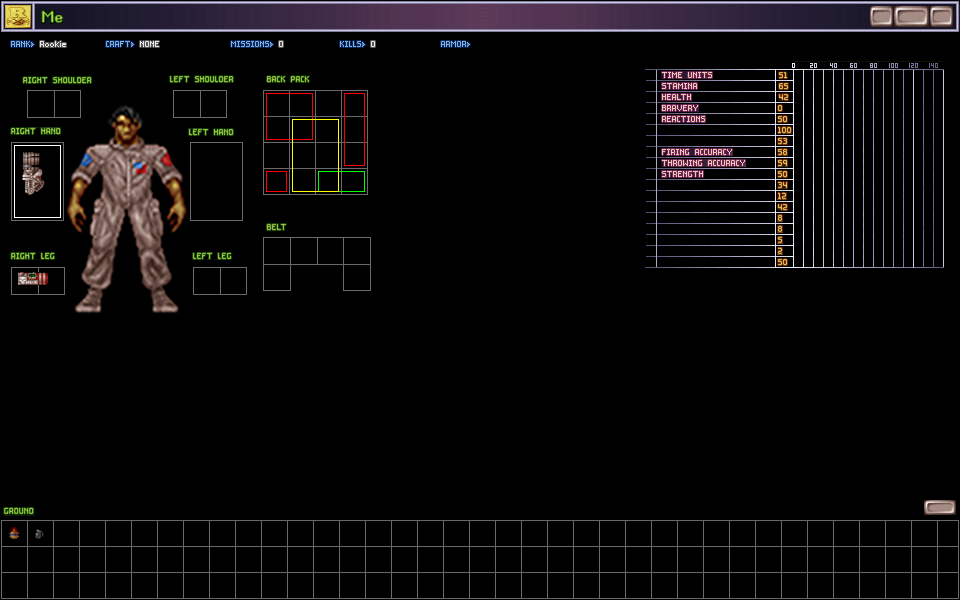 Me
RANK> Rookie CRAFT> NONE MISSIONS> 0 KILLS> 0 ARMOR>
0 20 40 60 80 100 120 140
RIGHT SHOULDER LEFT SHOULDER BACK PACK
RIGHT HAND LEFT HAND
RIGHT LEG LEFT LEG
BELT
TIME UNITS 51
STAMINA 65
HEALTH 42
BRAVERY 0
REACTIONS 50
100
53
FIRING ACCURACY 58
THROWING ACCURACY 59
STRENGTH 50
34
12
42
8
8
5
2
50
GROUND